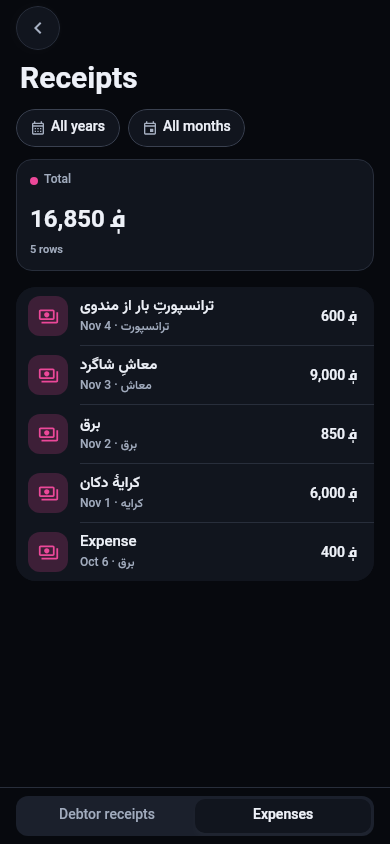 Receipts
All years
All months
Total
16,850 ؋
5 rows
ترانسپورتِ بار از مندوی
600 ؋
Nov 4 · ترانسپورت
معاشِ شاگرد
9,000 ؋
Nov 3 · معاش
برق
850 ؋
Nov 2 · برق
کرایهٔ دکان
6,000 ؋
Nov 1 · کرایه
Expense
400 ؋
Oct 6 · برق
Debtor receipts
Expenses